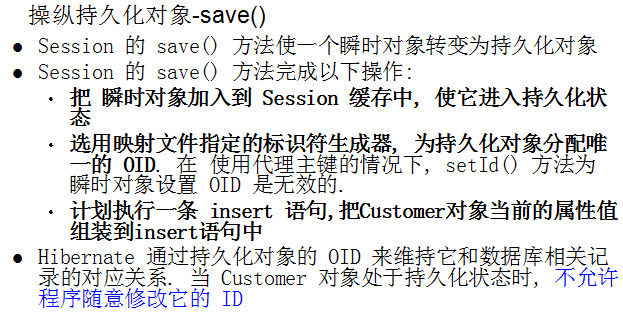 操纵持久化对象-save()
● Session 的 save() 方法使一个瞬时对象转变为持久化对象
● Session 的 save() 方法完成以下操作:
• 把 瞬时对象加入到 Session 缓存中, 使它进入持久化状
态
• 选用映射文件指定的标识符生成器, 为持久化对象分配唯
一的 OID. 在 使用代理主键的情况下, setId() 方法为
瞬时对象设置 OID 是无效的.
• 计划执行一条 insert 语句,把Customer对象当前的属性值
组装到insert语句中
● Hibernate 通过持久化对象的 OID 来维持它和数据库相关记
录的对应关系. 当 Customer 对象处于持久化状态时, 不允许
程序随意修改它的 ID